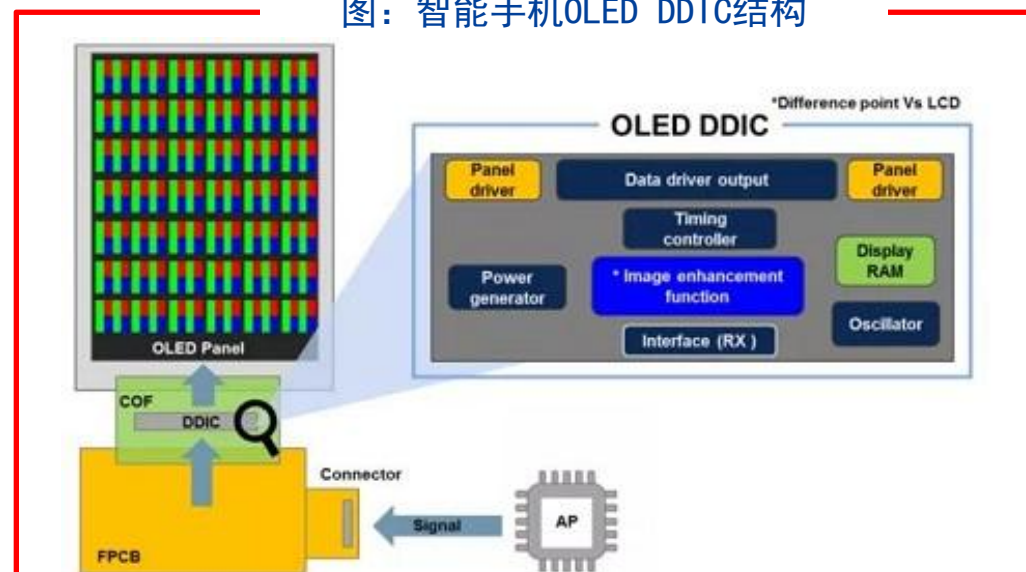 图：智能手机OLED DDIC结构
*Difference point Vs LCD
OLED DDIC
Panel
driver
Data driver output
Panel
driver
Timing
controller
Display
RAM
Power
generator
* Image enhancement
function
Oscillator
Interface (RX )
OLED Panel
COF
DDIC
Connector
Signal
AP
FPCB